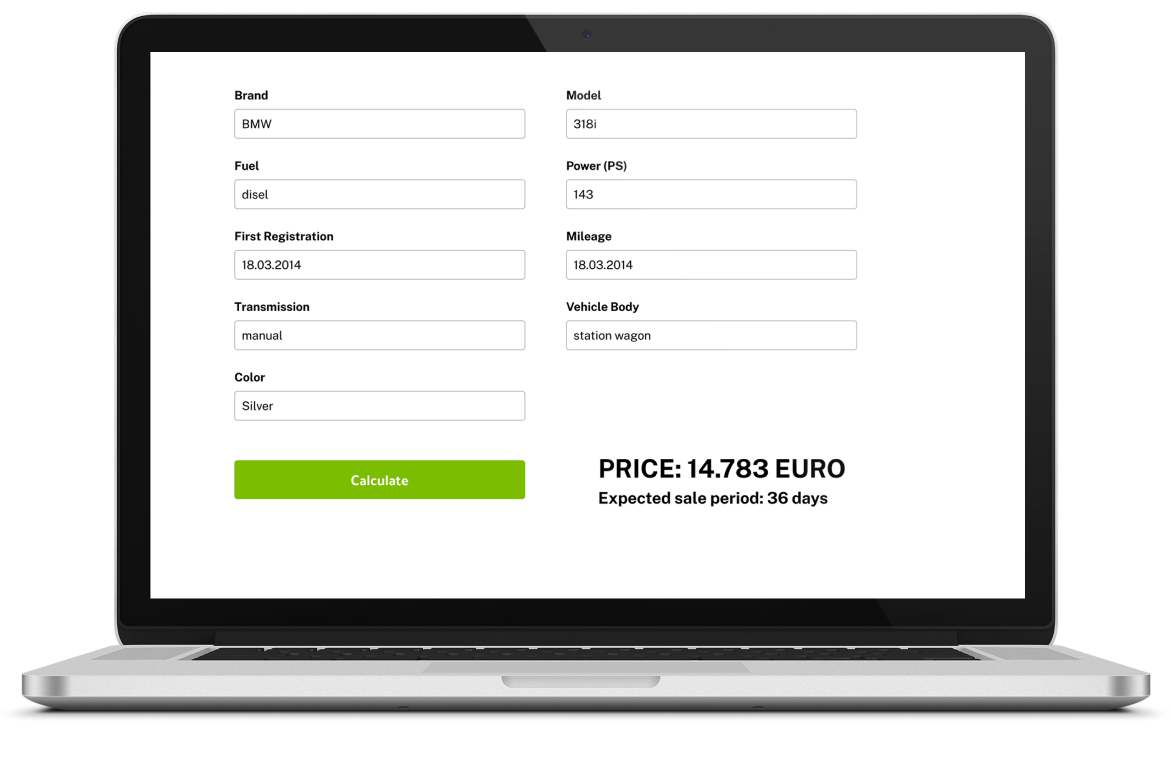 Brand
Model
BMW
318i
Fuel
Power (PS)
disel
143
First Registration
Mileage
18.03.2014
18.03.2014
Transmission
Vehicle Body
manual
station wagon
Color
Silver
Calculate
PRICE: 14.783 EURO
Expected sale period: 36 days